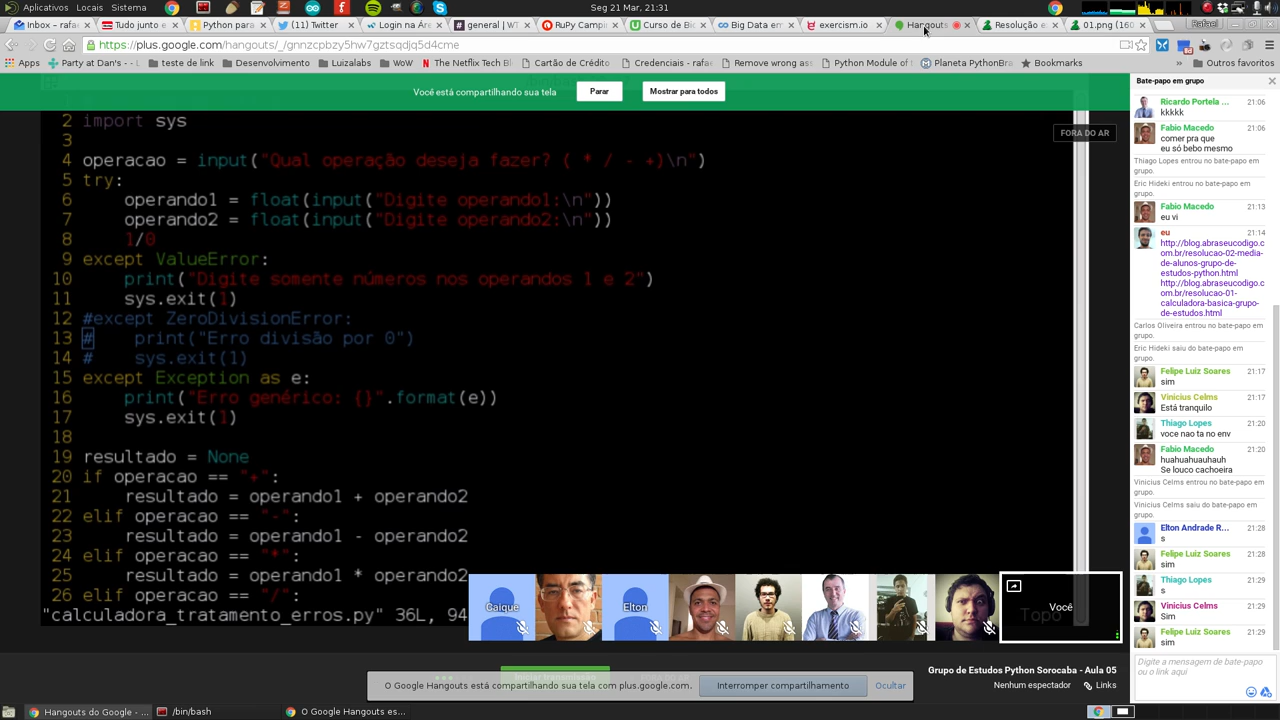 Aplicativos Locais Sistema
Seg 21 Mar, 21:31
Meu Drive
Tudo junto e
Python para
(1) Twitter
general | WT
RuPy Campi
Curso de Bio
Big Data em
exercism.io
Hangouts
Resolução e
01.png (160
Rafael
https://plus.google.com/hangouts/_/gnnzcpbzy5hw7gztsqdjq5d4cme
Apps
Party at Dan's -
teste de link
Desenvolvimento
Luizalabs
WoW
The Netflix Tech Bl
Cartão de Crédito
Credenciais - rafae
Remove wrong ass
Python Module of t
Planeta PythonBra
Bookmarks
Outros favoritos
Você está compartilhando sua tela
Parar
Mostrar para todos
FORA DO AR
2 import sys
3
4 operacao = input("Qual operação deseja fazer? ( * / - +)\n")
5 try:
6 operando1 = float(input("Digite operando1:\n"))
7 operando2 = float(input("Digite operando2:\n"))
8 1/0
9 except ValueError:
10 print("Digite somente números nos operandos 1 e 2")
11 sys.exit(1)
12 #except ZeroDivisionError:
13 # print("Erro divisão por 0")
14 # sys.exit(1)
15 except Exception as e:
16 print("Erro genérico: {}".format(e))
17 sys.exit(1)
18
19 resultado = None
20 if operacao == "+":
21 resultado = operando1 + operando2
22 elif operacao == "-":
23 resultado = operando1 - operando2
24 elif operacao == "*":
25 resultado = operando1 * operando2
26 elif operacao == "/":
"calculadora_tratamento_erros.py" 36L,
Topo
Caique
Elton
Você
Grupo de Estudos Python Sorocaba - Aula 05
Nenhum espectador
Links
O Google Hangouts está compartilhando sua tela com plus.google.com.
Interromper compartilhamento
Ocultar
Bate-papo em grupo
Ricardo Portela ... 21:06
kkkkk
Fabio Macedo 21:06
comer pra que
eu só bebo mesmo
Thiago Lopes entrou no bate-papo em
grupo.
Eric Hideki entrou no bate-papo em
grupo.
Fabio Macedo 21:13
eu vi
eu 21:14
http://blog.abraseucodigo.c
om.br/resolucao-02-media-
de-alunos-grupo-de-
estudos-python.html
http://blog.abraseucodigo.c
om.br/resolucao-01-
calculadora-basica-grupo-
de-estudos.html
Carlos Oliveira entrou no bate-papo em
grupo.
Eric Hideki saiu do bate-papo em
grupo.
Felipe Luiz Soares 21:17
sim
Vinicius Celms 21:17
Está tranquilo
Thiago Lopes 21:20
voce nao ta no env
Fabio Macedo 21:20
huahuahuauhauh
Se louco cachoeira
Vinicius Celms entrou no bate-papo em
grupo.
Vinicius Celms saiu do bate-papo em
grupo.
Elton Andrade R... 21:28
s
Felipe Luiz Soares 21:28
sim
Thiago Lopes 21:29
s
Vinicius Celms 21:29
Sim
Felipe Luiz Soares 21:29
sim
Digite a mensagem de bate-papo
ou o link aqui
Hangouts do Google - ...
/bin/bash
O Google Hangouts es...